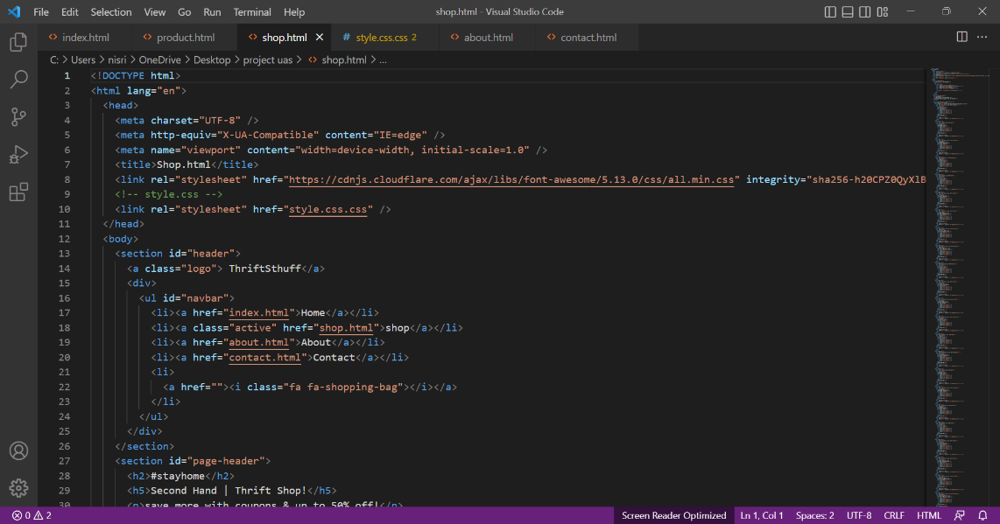 File Edit Selection View Go Run Terminal Help shop.html - Visual Studio Code
index.html product.html shop.html style.css.css 2 about.html contact.html
C: > Users > nisri > OneDrive > Desktop > project uas > shop.html > ...
1 <!DOCTYPE html>
2 <html lang="en">
3 <head>
4 <meta charset="UTF-8" />
5 <meta http-equiv="X-UA-Compatible" content="IE=edge" />
6 <meta name="viewport" content="width=device-width, initial-scale=1.0" />
7 <title>Shop.html</title>
8 <link rel="stylesheet" href="https://cdnjs.cloudflare.com/ajax/libs/font-awesome/5.13.0/css/all.min.css" integrity="sha256-h20CPZ0QyXlB
9 <!-- style.css -->
10 <link rel="stylesheet" href="style.css.css" />
11 </head>
12 <body>
13 <section id="header">
14 <a class="logo"> ThriftSthuff</a>
15 <div>
16 <ul id="navbar">
17 <li><a href="index.html">Home</a></li>
18 <li><a class="active" href="shop.html">shop</a></li>
19 <li><a href="about.html">About</a></li>
20 <li><a href="contact.html">Contact</a></li>
21 <li>
22 <a href=""><i class="fa fa-shopping-bag"></i></a>
23 </li>
24 </ul>
25 </div>
26 </section>
27 <section id="page-header">
28 <h2>#stayhome</h2>
29 <h5>Second Hand | Thrift Shop!</h5>
30 <p>save more with coupons & up to 50% off!</p>
0 2 Screen Reader Optimized Ln 1, Col 1 Spaces: 2 UTF-8 CRLF HTML